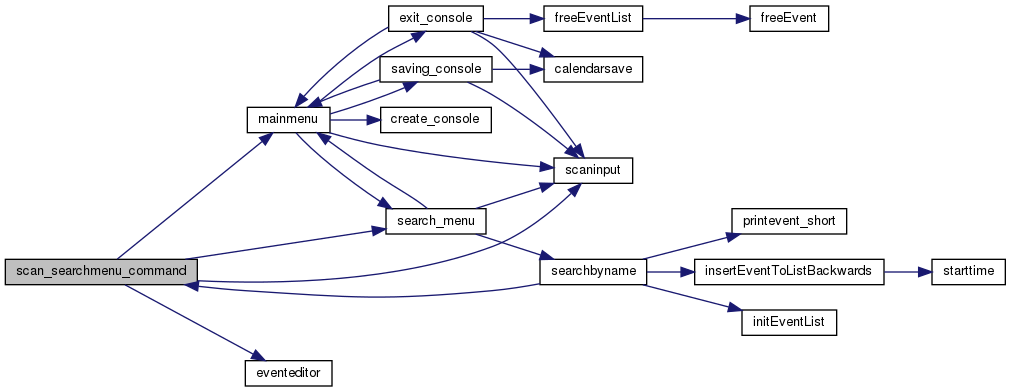 exit_console
freeEventList
freeEvent
saving_console
calendarsave
mainmenu
create_console
scaninput
search_menu
printevent_short
scan_searchmenu_command
searchbyname
insertEventToListBackwards
starttime
initEventList
eventeditor